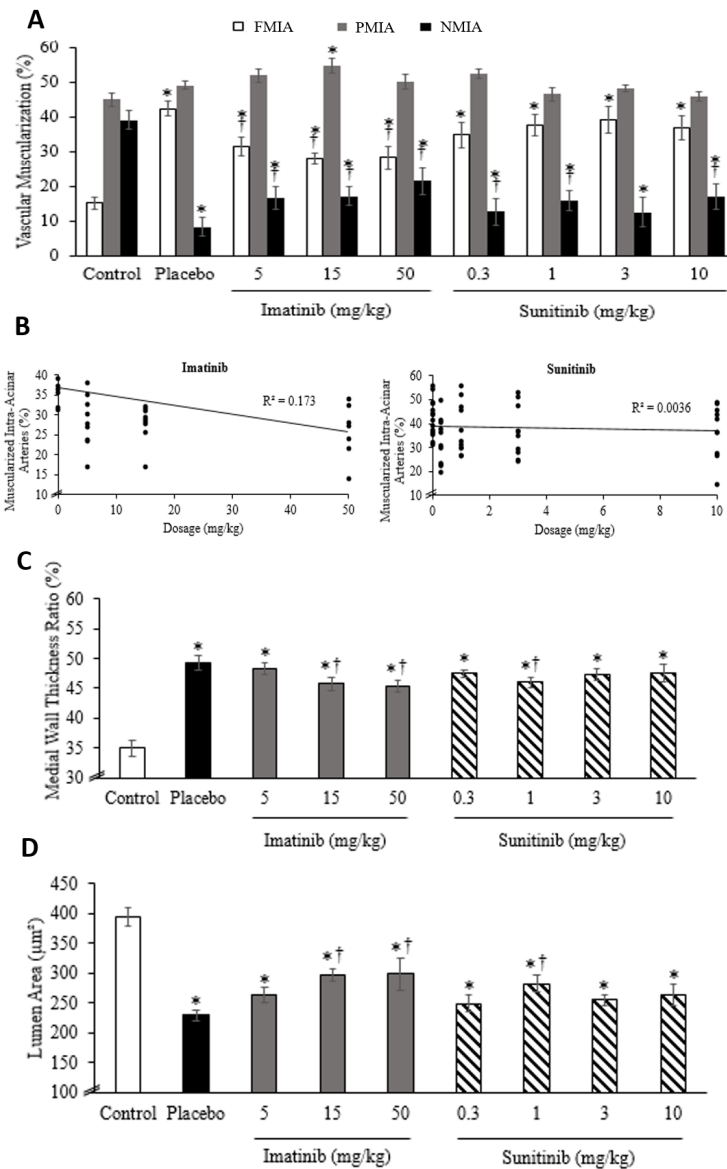 A
FMIA PMIA NMIA
Vascular Muscularization (%)
60
50
40
30
20
10
0
* * * * * * * * *
† † †
* * * * * * * *
† † † † † †
Control Placebo 5 15 50 0.3 1 3 10
Imatinib (mg/kg) Sunitinib (mg/kg)
B
Imatinib
Muscularized Intra-Acinar
Arteries (%)
40
35
30
25
20
15
10
R² = 0.173
0 10 20 30 40 50
Dosage (mg/kg)
Sunitinib
Muscularized Intra-Acinar
Arteries (%)
60
50
40
30
20
10
R² = 0.0036
0 2 4 6 8 10
Dosage (mg/kg)
C
Medial Wall Thickness Ratio (%)
60
55
50
45
35
30
* * *† *† * *† * *
Control Placebo 5 15 50 0.3 1 3 10
Imatinib (mg/kg) Sunitinib (mg/kg)
D
Lumen Area (μm²)
450
400
350
300
250
200
150
100
* * *† *† * *† * *
Control Placebo 5 15 50 0.3 1 3 10
Imatinib (mg/kg) Sunitinib (mg/kg)